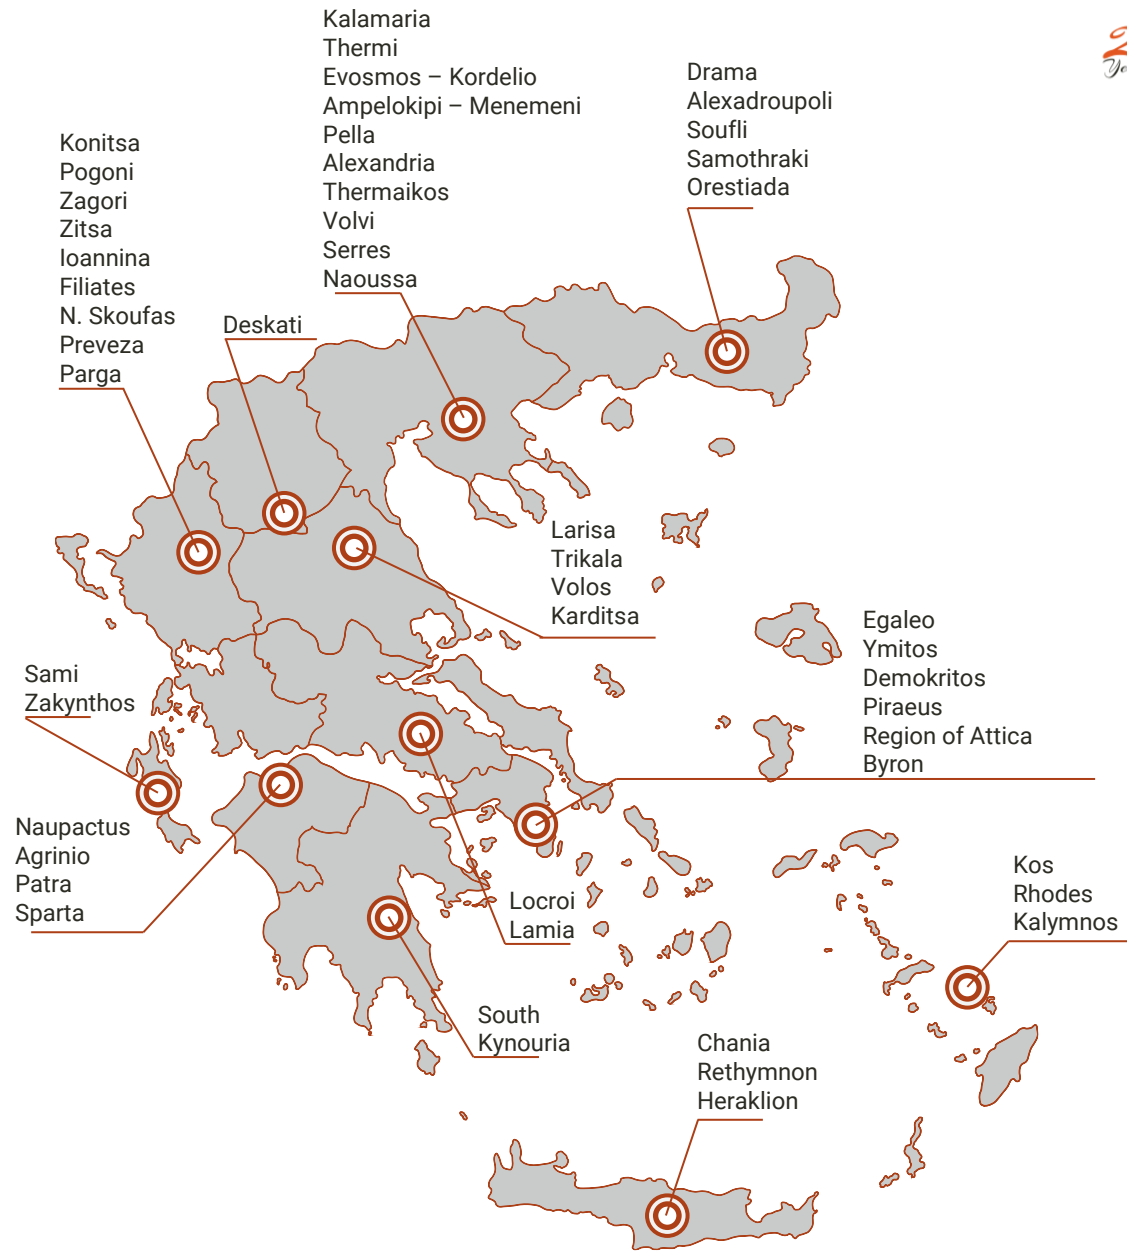 Kalamaria
Thermi
Evosmos – Kordelio
Ampelokipi – Menemeni
Pella
Alexandria
Thermaikos
Volvi
Serres
Naoussa
Drama
Alexadroupoli
Soufli
Samothraki
Orestiada
Konitsa
Pogoni
Zagori
Zitsa
Ioannina
Filiates
N. Skoufas
Preveza
Parga
Deskati
Larisa
Trikala
Volos
Karditsa
Egaleo
Ymitos
Demokritos
Piraeus
Region of Attica
Byron
Sami
Zakynthos
Naupactus
Agrinio
Patra
Sparta
Locroi
Lamia
Kos
Rhodes
Kalymnos
South
Kynouria
Chania
Rethymnon
Heraklion